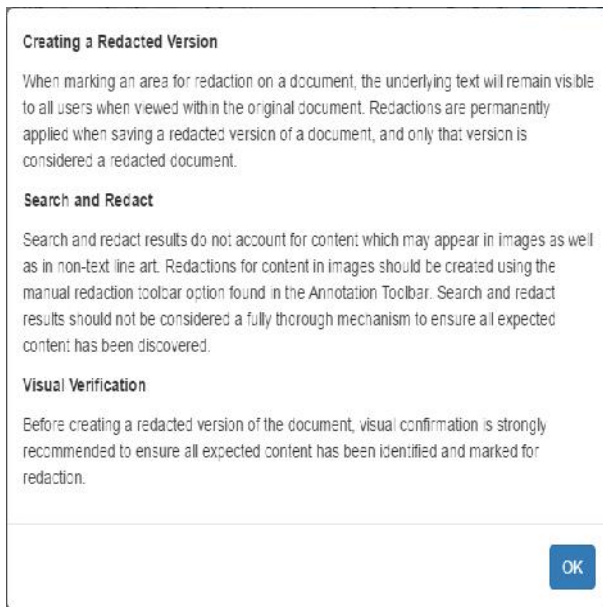 Creating a Redacted Version
When marking an area for redaction on a document, the underlying text will remain visible
to all users when viewed within the original document. Redactions are permanently
applied when saving a redacted version of a document, and only that version is
considered a redacted document.
Search and Redact
Search and redact results do not account for content which may appear in images as well
as in non-text line art. Redactions for content in images should be created using the
manual redaction toolbar option found in the Annotation Toolbar. Search and redact
results should not be considered a fully thorough mechanism to ensure all expected
content has been discovered.
Visual Verification
Before creating a redacted version of the document, visual confirmation is strongly
recommended to ensure all expected content has been identified and marked for
redaction.
OK